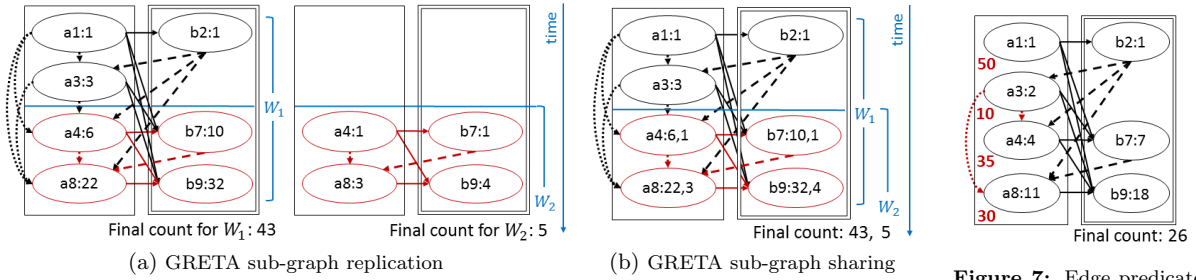 a1:1
b2:1
a3:3
W1
a4:6
b7:10
a8:22
b9:32
Final count for W1: 43
a4:1
b7:1
a8:3
b9:4
W2
time
Final count for W2: 5
(a) GRETA sub-graph replication
a1:1
b2:1
a3:3
W1
a4:6,1
b7:10,1
a8:22,3
b9:32,4
W2
time
Final count: 43, 5
(b) GRETA sub-graph sharing
a1:1
b2:1
50
a3:2
10
a4:4
b7:7
35
a8:11
b9:18
30
Final count: 26
Figure 7: Edge predicate